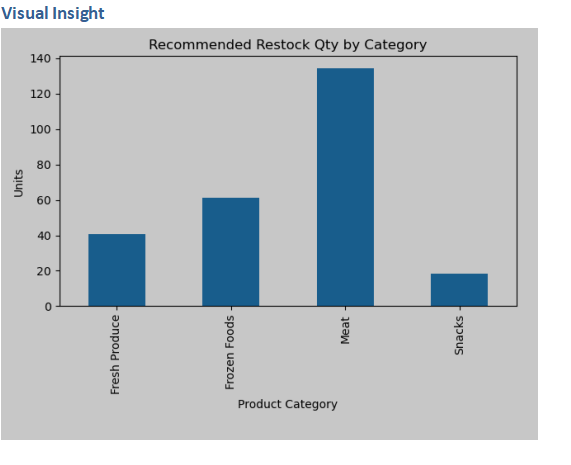 Visual Insight
Recommended Restock Qty by Category
140
120
100
80
60
40
20
0
Units
Fresh Produce
Frozen Foods
Meat
Snacks
Product Category